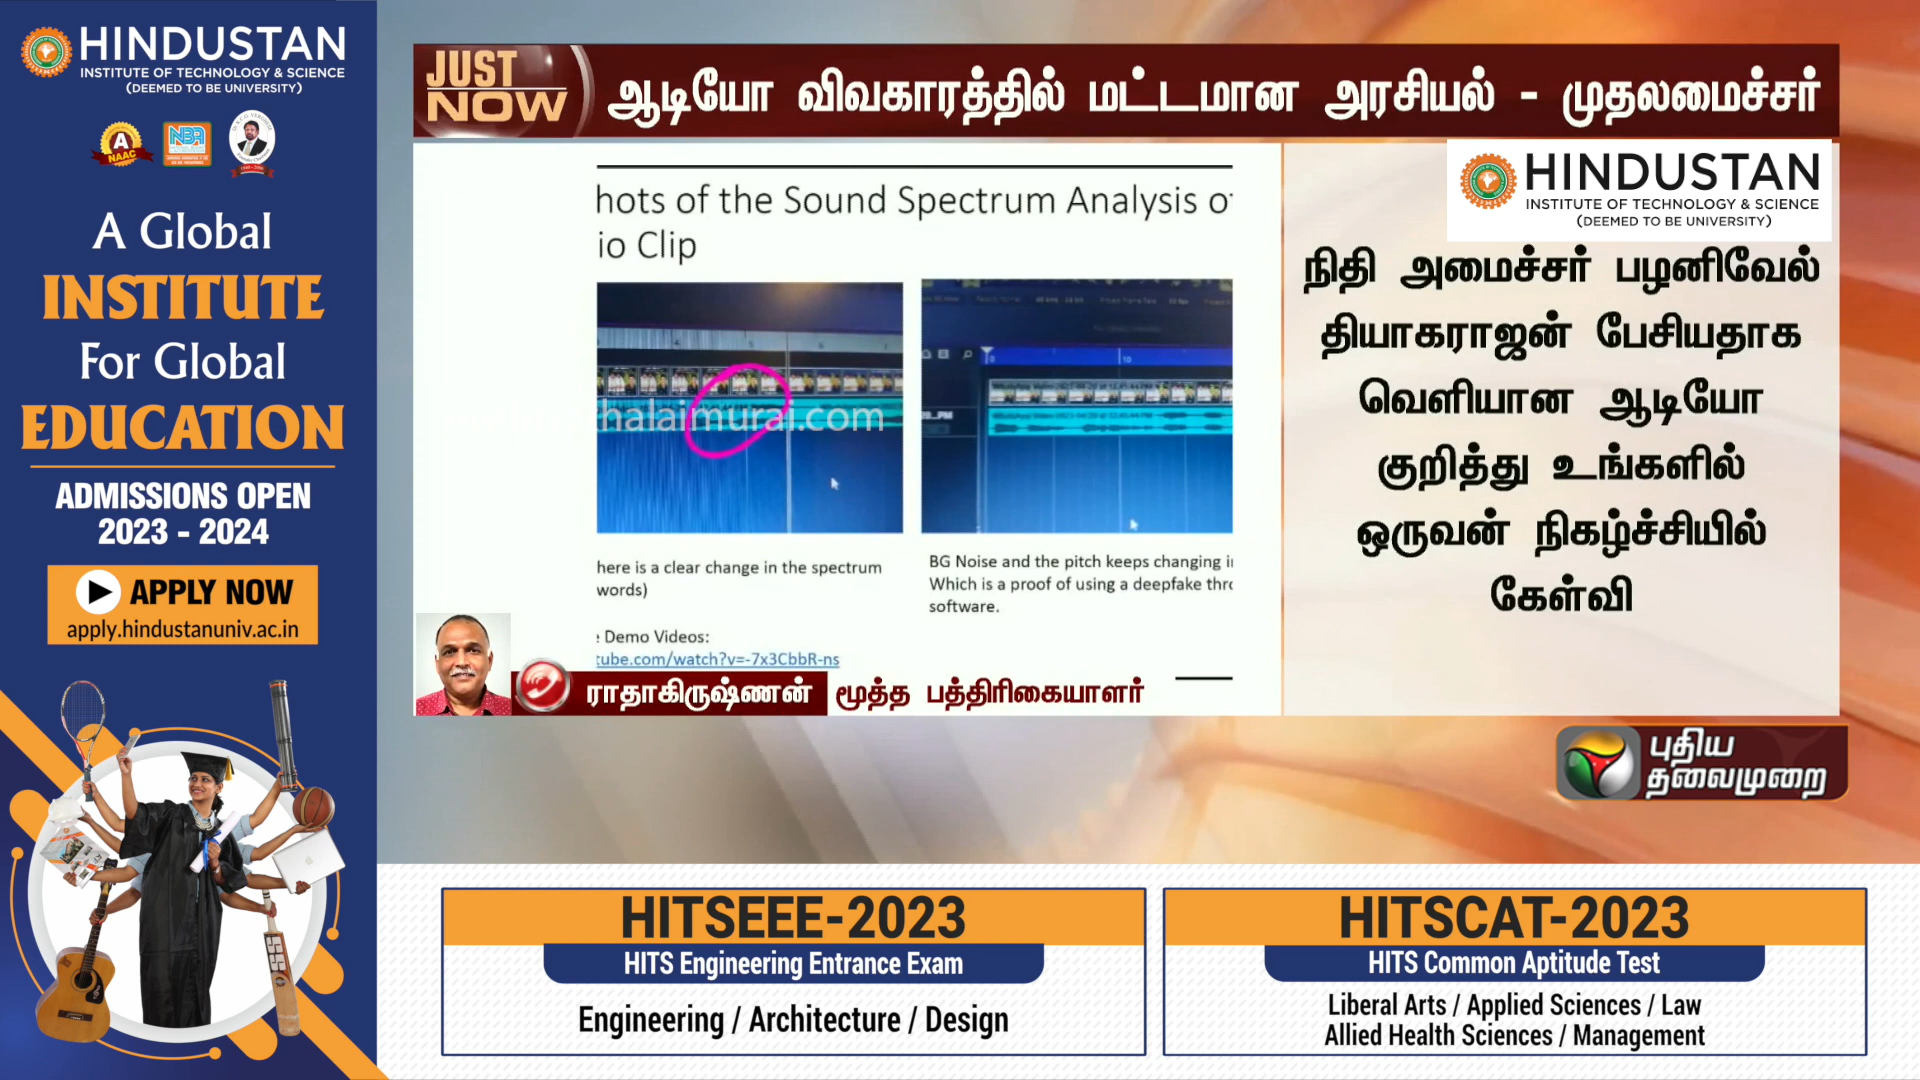 HINDUSTAN
INSTITUTE OF TECHNOLOGY & SCIENCE
(DEEMED TO BE UNIVERSITY)
A
NAAC
NBA
A Global
INSTITUTE
For Global
EDUCATION
ADMISSIONS OPEN
2023 - 2024
APPLY NOW
apply.hindustanuniv.ac.in
JUST
NOW
ஆடியோ விவகாரத்தில் மட்டமான அரசியல் - முதலமைச்சர்
hots of the Sound Spectrum Analysis o
io Clip
thalaimurai.com
here is a clear change in the spectrum
words)
BG Noise and the pitch keeps changing i
Which is a proof of using a deepfake thr
software.
Demo Videos:
tube.com/watch?v=-7x3CbbR-ns
ராதாகிருஷ்ணன் மூத்த பத்திரிகையாளர்
HINDUSTAN
INSTITUTE OF TECHNOLOGY & SCIENCE
(DEEMED TO BE UNIVERSITY)
நிதி அமைச்சர் பழனிவேல்
தியாகராஜன் பேசியதாக
வெளியான ஆடியோ
குறித்து உங்களில்
ஒருவன் நிகழ்ச்சியில்
கேள்வி
புதிய
தலைமுறை
HITSEEE-2023
HITS Engineering Entrance Exam
Engineering / Architecture / Design
HITSCAT-2023
HITS Common Aptitude Test
Liberal Arts / Applied Sciences / Law
Allied Health Sciences / Management